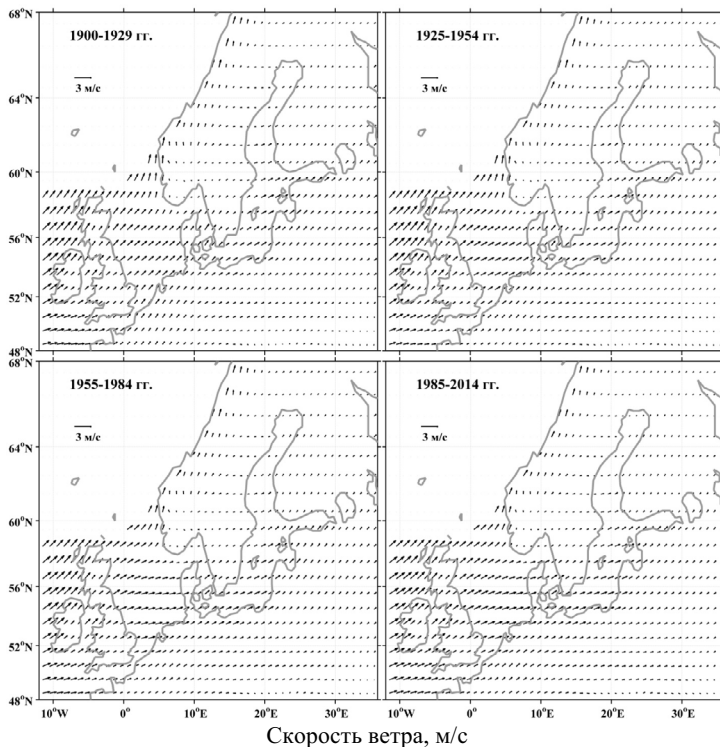 68°N
1900-1929 гг.
1925-1954 гг.
3 м/с
3 м/с
64°N
60°N
56°N
52°N
48°N
68°N
1955-1984 гг.
1985-2014 гг.
3 м/с
3 м/с
64°N
60°N
56°N
52°N
48°N
10°W 0° 10°E 20°E 30°E 10°W 0° 10°E 20°E 30°E
Скорость ветра, м/с